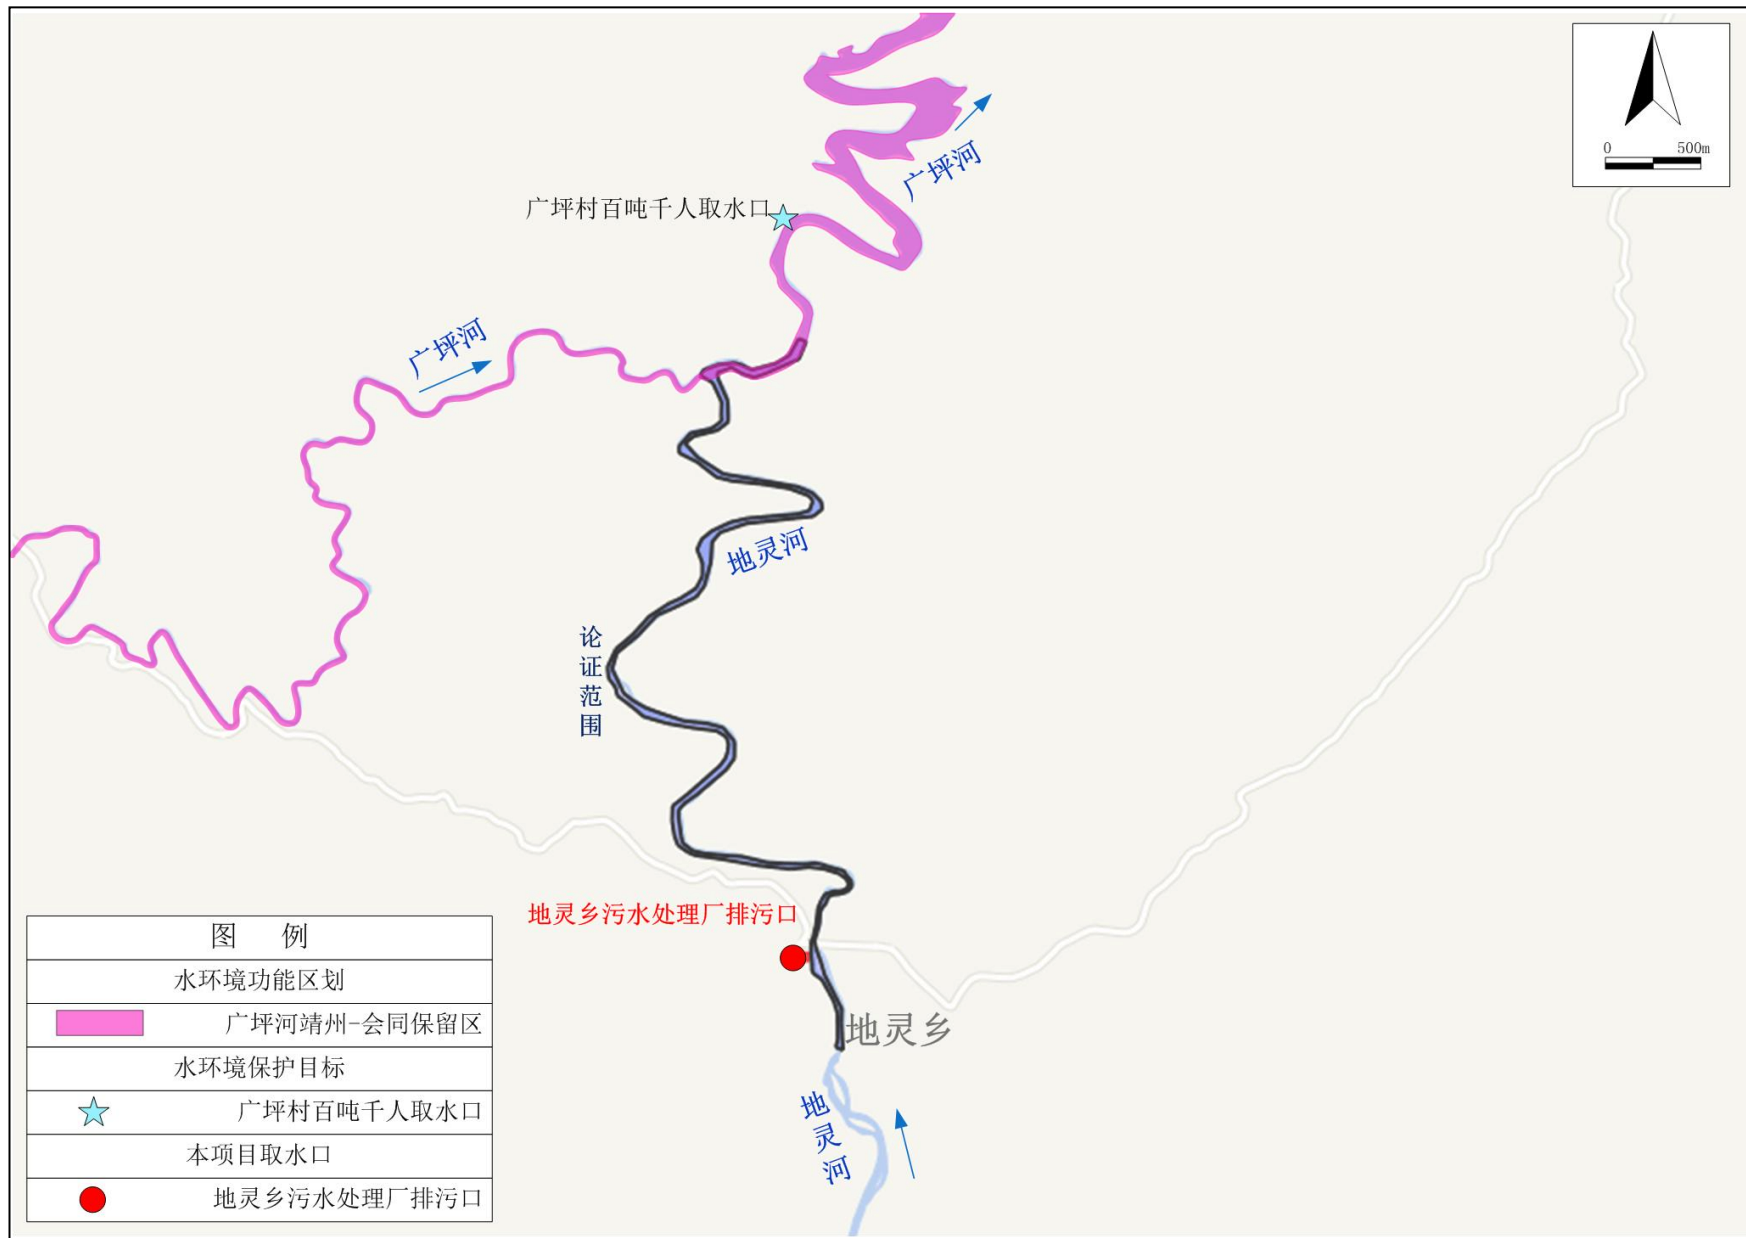 0 500m
广坪河
广坪村百吨千人取水口
广坪河
地灵河
论证范围
地灵乡污水处理厂排污口
地灵乡
地灵河
图 例
水环境功能区划
广坪河靖州-会同保留区
水环境保护目标
广坪村百吨千人取水口
本项目取水口
地灵乡污水处理厂排污口